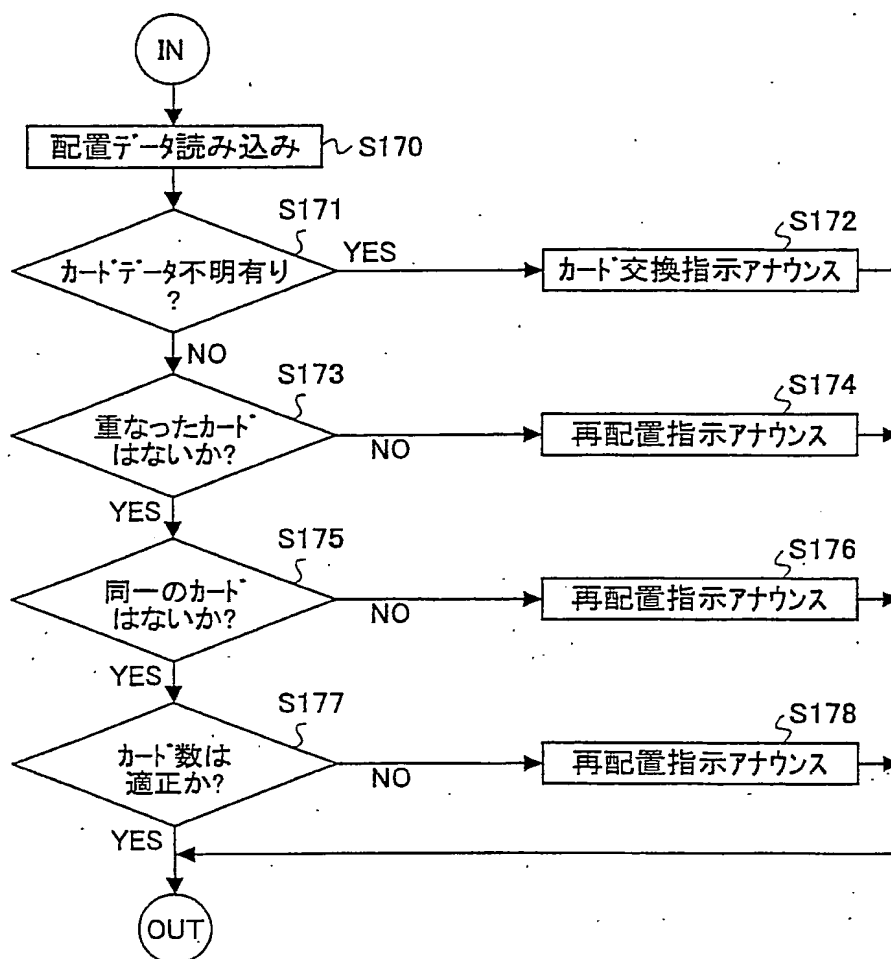 IN
配置データ読み込み
S170
S171
カードデータ不明有り
?
YES
S172
カード交換指示アナウンス
NO
S173
重なったカード
はないか?
NO
S174
再配置指示アナウンス
YES
S175
同一のカード
はないか?
NO
S176
再配置指示アナウンス
YES
S177
カード数は
適正か?
NO
S178
再配置指示アナウンス
YES
OUT